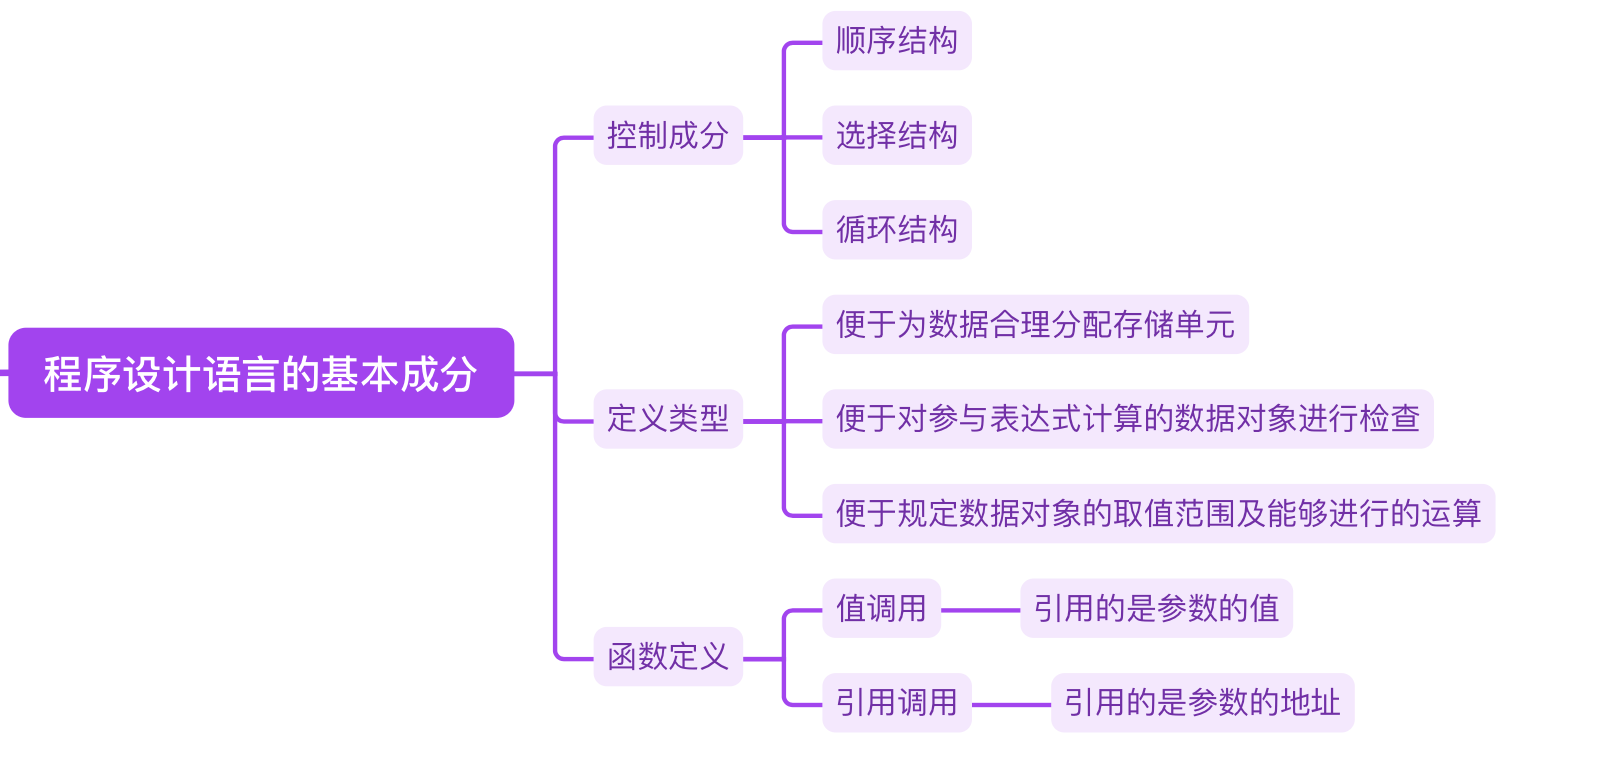 程序设计语言的基本成分
控制成分
顺序结构
选择结构
循环结构
定义类型
便于为数据合理分配存储单元
便于对参与表达式计算的数据对象进行检查
便于规定数据对象的取值范围及能够进行的运算
函数定义
值调用
引用的是参数的值
引用调用
引用的是参数的地址